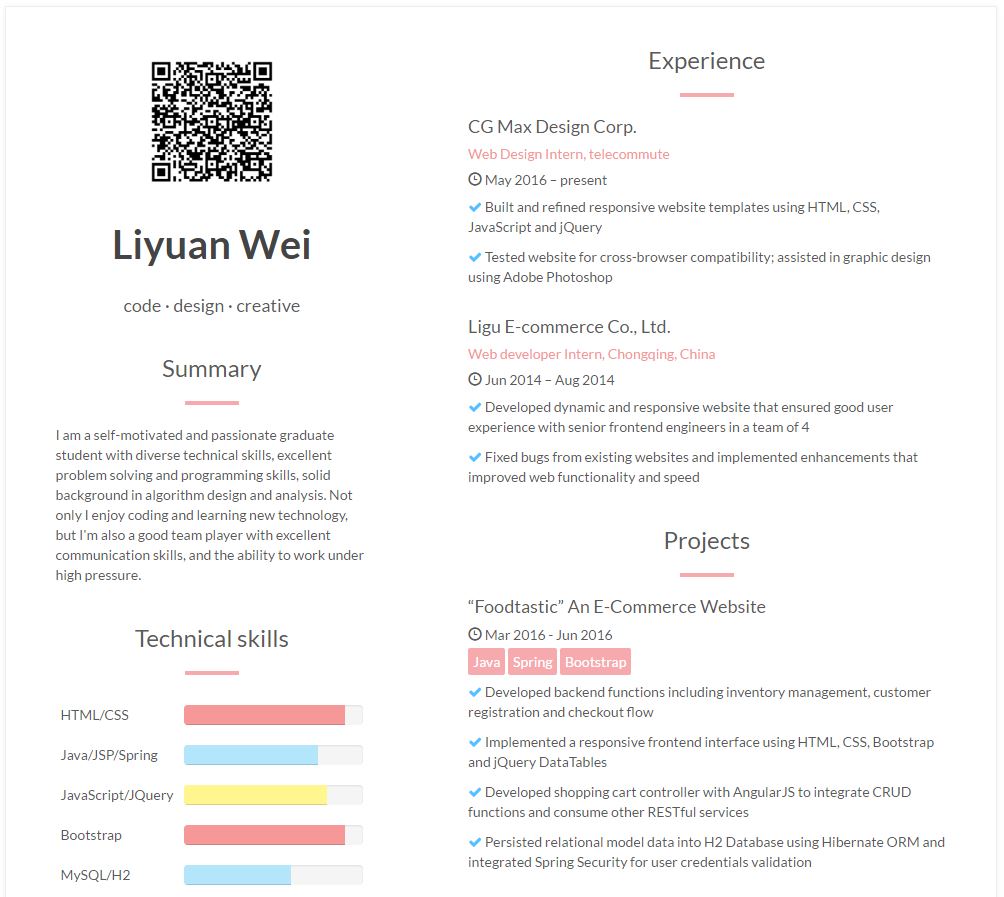 Liyuan Wei
code · design · creative
Summary
I am a self-motivated and passionate graduate
student with diverse technical skills, excellent
problem solving and programming skills, solid
background in algorithm design and analysis. Not
only I enjoy coding and learning new technology,
but I'm also a good team player with excellent
communication skills, and the ability to work under
high pressure.
Technical skills
HTML/CSS
Java/JSP/Spring
JavaScript/JQuery
Bootstrap
MySQL/H2
Experience
CG Max Design Corp.
Web Design Intern, telecommute
May 2016 – present
Built and refined responsive website templates using HTML, CSS,
JavaScript and jQuery
Tested website for cross-browser compatibility; assisted in graphic design
using Adobe Photoshop
Ligu E-commerce Co., Ltd.
Web developer Intern, Chongqing, China
Jun 2014 – Aug 2014
Developed dynamic and responsive website that ensured good user
experience with senior frontend engineers in a team of 4
Fixed bugs from existing websites and implemented enhancements that
improved web functionality and speed
Projects
“Foodtastic” An E-Commerce Website
Mar 2016 - Jun 2016
Java Spring Bootstrap
Developed backend functions including inventory management, customer
registration and checkout flow
Implemented a responsive frontend interface using HTML, CSS, Bootstrap
and jQuery DataTables
Developed shopping cart controller with AngularJS to integrate CRUD
functions and consume other RESTful services
Persisted relational model data into H2 Database using Hibernate ORM and
integrated Spring Security for user credentials validation